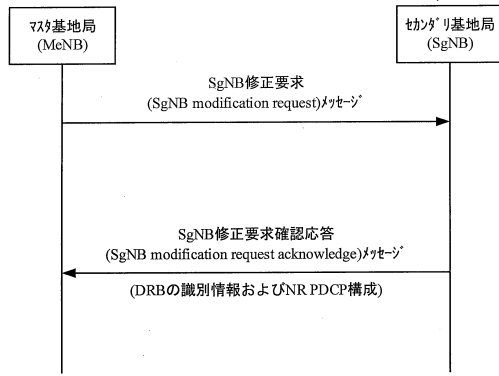 マスタ基地局
(MeNB)
セカンダリ基地局
(SgNB)
SgNB修正要求
(SgNB modification request)メッセージ
SgNB修正要求確認応答
(SgNB modification request acknowledge)メッセージ
(DRBの識別情報およびNR PDCP構成)